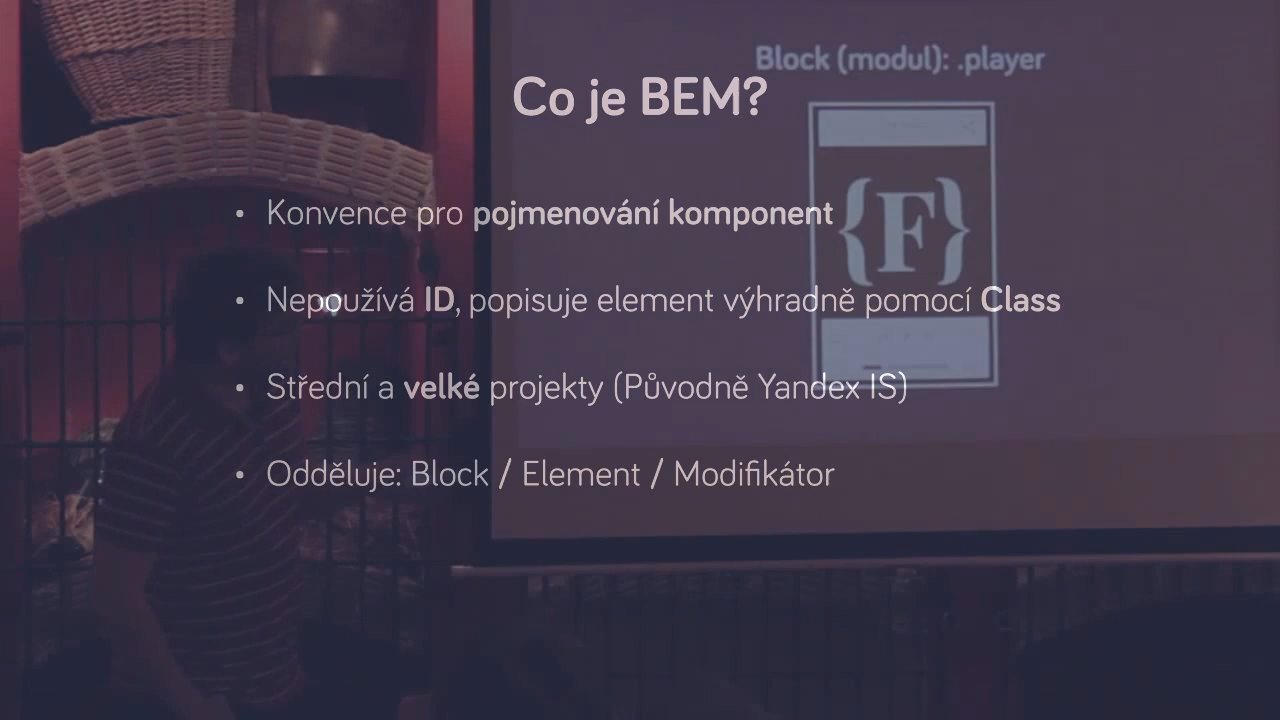 Block (modul): .player
Co je BEM?
{F}
• Konvence pro pojmenování komponent
• Nepoužívá ID, popisuje element výhradně pomocí Class
• Střední a velké projekty (Původně Yandex IS)
• Odděluje: Block / Element / Modifikátor